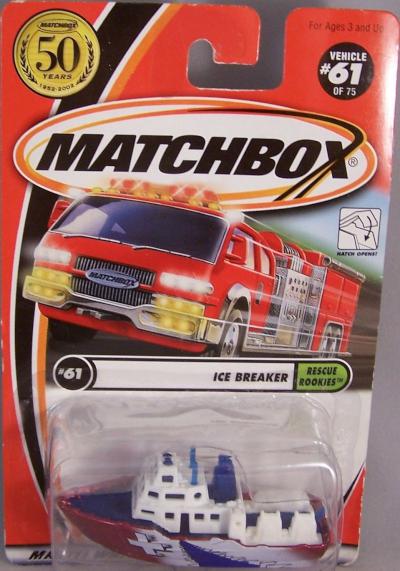 MATCHBOX
50
YEARS
1952-2002
For Ages 3 and Up
VEHICLE
#61
OF 75
MATCHBOX®
HATCH OPENS!
MATCHBOX
#61
ICE BREAKER
RESCUE
ROOKIES™